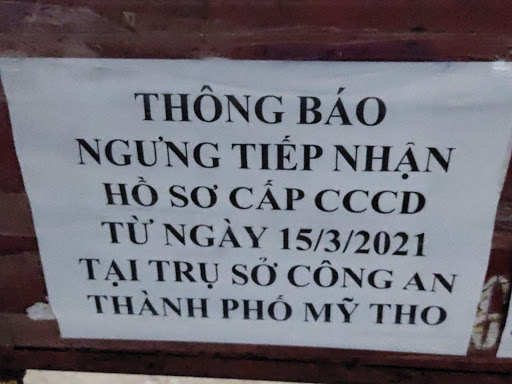 THÔNG BÁO
NGƯNG TIẾP NHẬN
HỒ SƠ CẤP CCCD
TỪ NGÀY 15/3/2021
TẠI TRỤ SỞ CÔNG AN
THÀNH PHỐ MỸ THO